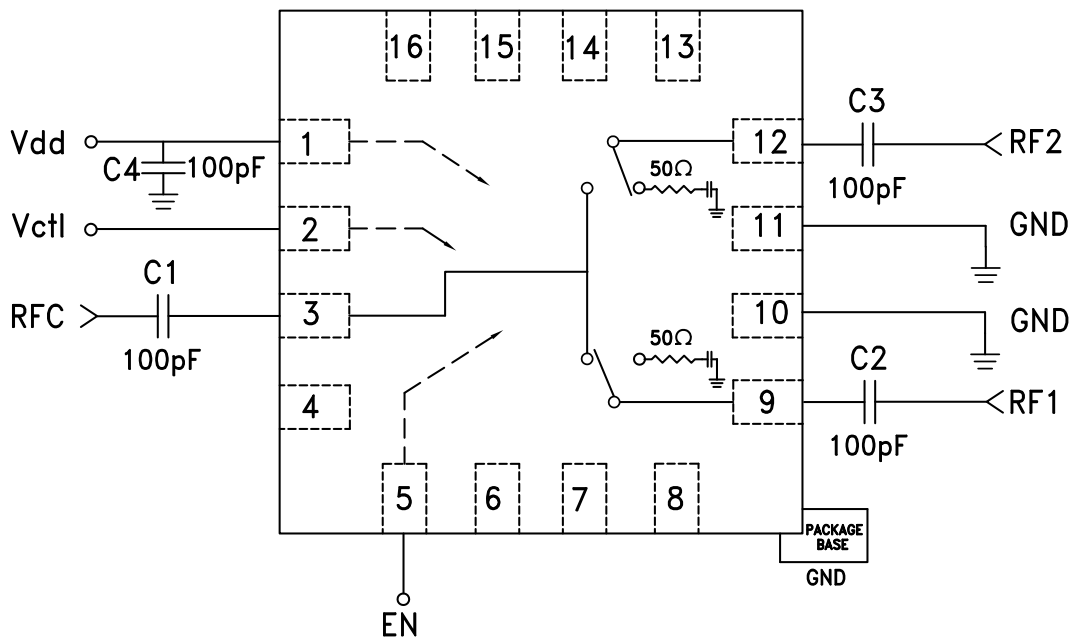 16 15 14 13
Vdd
C4
100pF
1
Vctl
2
C1
RFC
3
100pF
4
5 6 7 8
EN
50Ω
12
C3
100pF
RF2
11
GND
10
GND
50Ω
9
C2
100pF
RF1
PACKAGE
BASE
GND